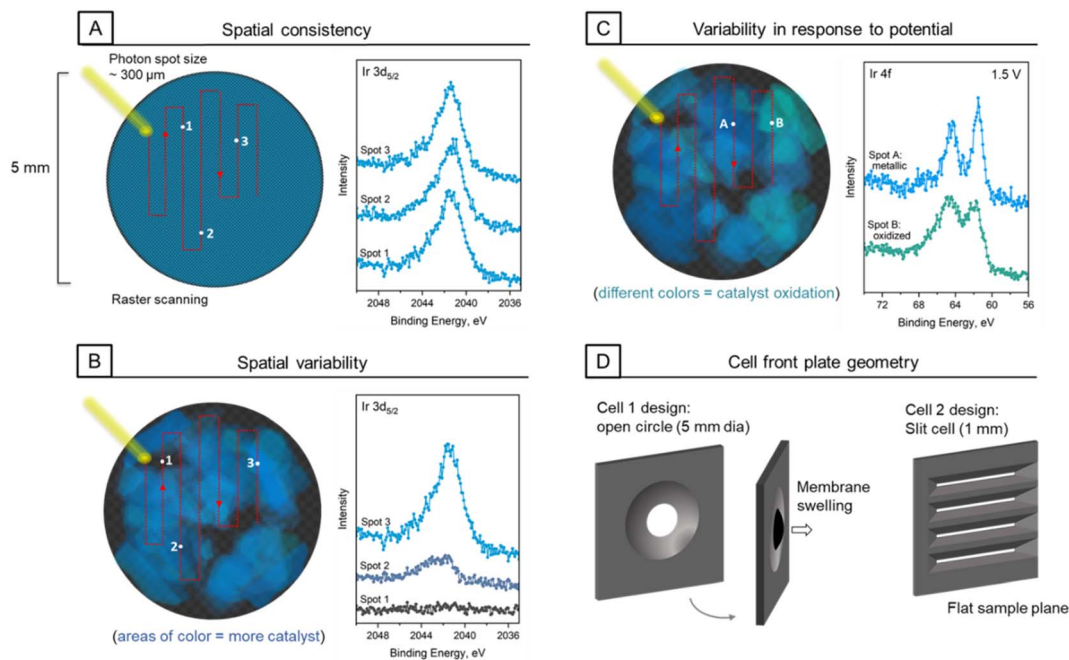 A
Spatial consistency
Photon spot size
~ 300 µm
5 mm
1
3
2
Raster scanning
Ir 3d5/2
Spot 3
Spot 2
Spot 1
Intensity
2048 2044 2040 2036
Binding Energy, eV
C
Variability in response to potential
A
B
(different colors = catalyst oxidation)
Ir 4f
1.5 V
Spot A:
metallic
Spot B:
oxidized
Intensity
72 68 64 60 56
Binding Energy, eV
B
Spatial variability
1
3
2
(areas of color = more catalyst)
Ir 3d5/2
Spot 3
Spot 2
Spot 1
Intensity
2048 2044 2040 2036
Binding Energy, eV
D
Cell front plate geometry
Cell 1 design:
open circle (5 mm dia)
Membrane
swelling
Cell 2 design:
Slit cell (1 mm)
Flat sample plane